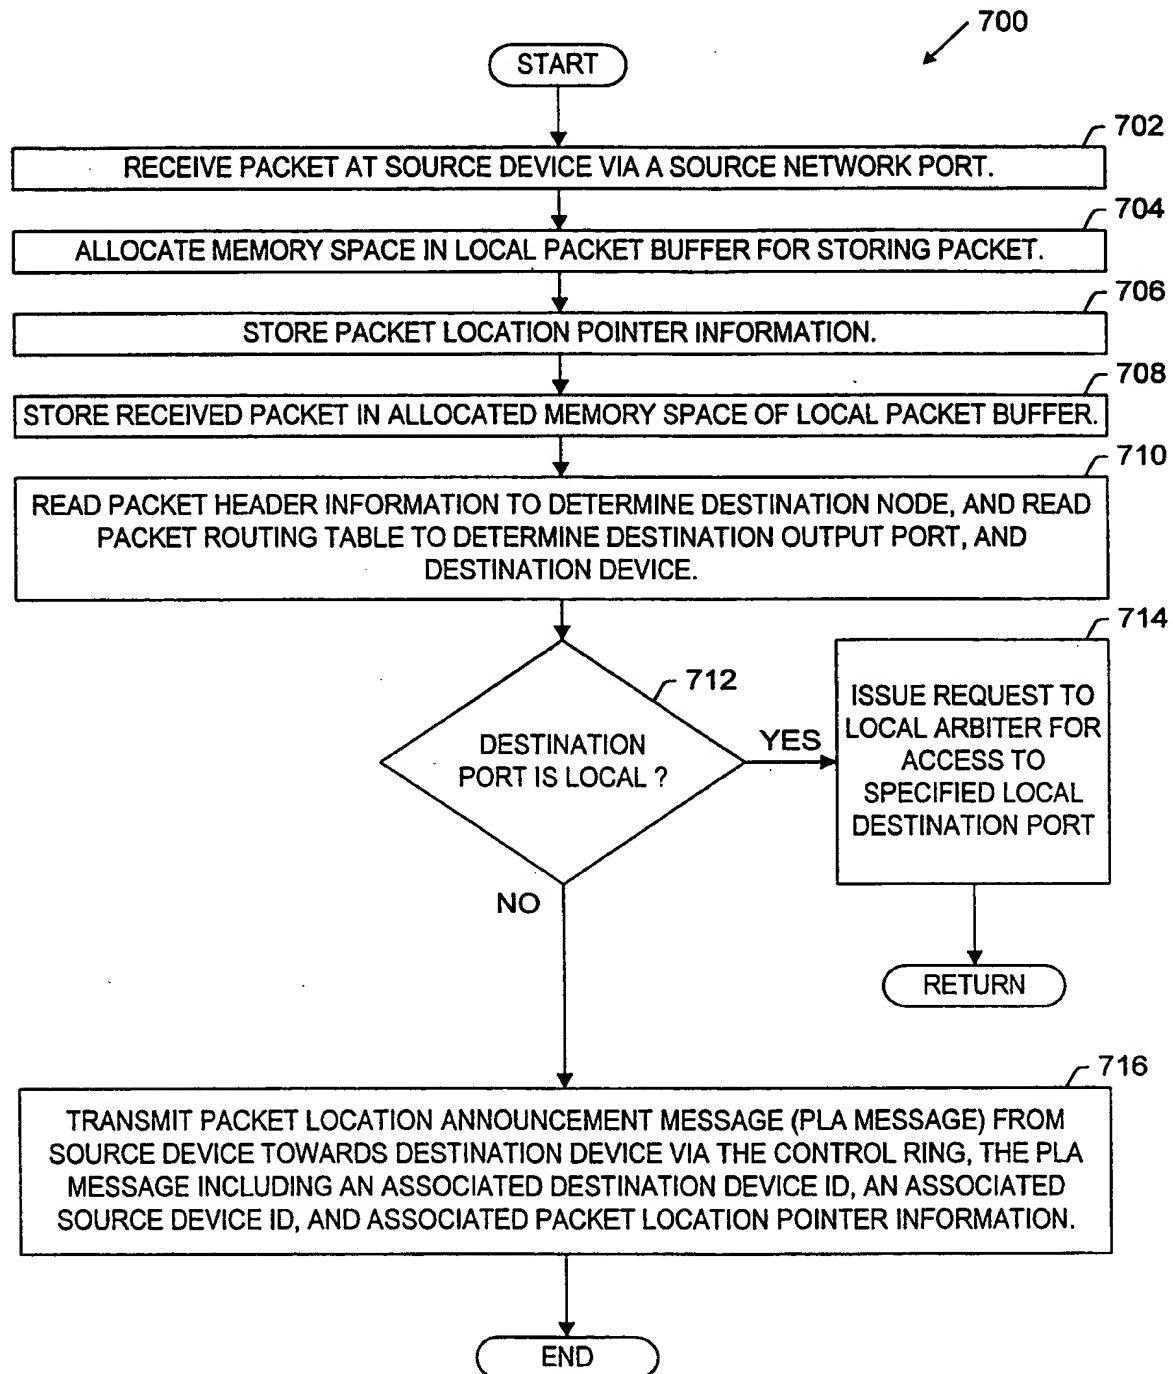 700
START
702
RECEIVE PACKET AT SOURCE DEVICE VIA A SOURCE NETWORK PORT.
704
ALLOCATE MEMORY SPACE IN LOCAL PACKET BUFFER FOR STORING PACKET.
706
STORE PACKET LOCATION POINTER INFORMATION.
708
STORE RECEIVED PACKET IN ALLOCATED MEMORY SPACE OF LOCAL PACKET BUFFER.
710
READ PACKET HEADER INFORMATION TO DETERMINE DESTINATION NODE, AND READ
PACKET ROUTING TABLE TO DETERMINE DESTINATION OUTPUT PORT, AND
DESTINATION DEVICE.
712
DESTINATION
PORT IS LOCAL ?
YES
714
ISSUE REQUEST TO
LOCAL ARBITER FOR
ACCESS TO
SPECIFIED LOCAL
DESTINATION PORT
NO
RETURN
716
TRANSMIT PACKET LOCATION ANNOUNCEMENT MESSAGE (PLA MESSAGE) FROM
SOURCE DEVICE TOWARDS DESTINATION DEVICE VIA THE CONTROL RING, THE PLA
MESSAGE INCLUDING AN ASSOCIATED DESTINATION DEVICE ID, AN ASSOCIATED
SOURCE DEVICE ID, AND ASSOCIATED PACKET LOCATION POINTER INFORMATION.
END